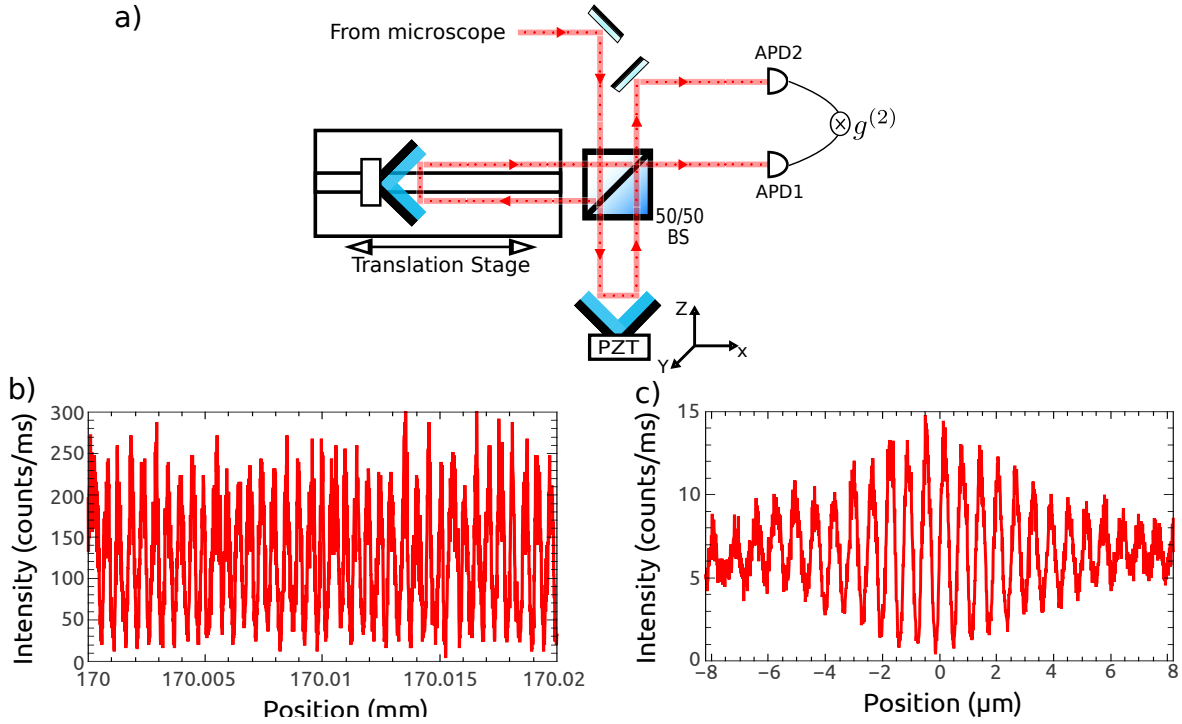 a)
From microscope
APD2
g(2)
APD1
50/50
BS
Translation Stage
PZT
Z
Y
x
b)
Intensity (counts/ms)
300
250
200
150
100
50
0
170
170.005
170.01
170.015
170.02
Position (mm)
c)
Intensity (counts/ms)
15
10
5
0
−8
−6
−4
−2
0
2
4
6
8
Position (µm)